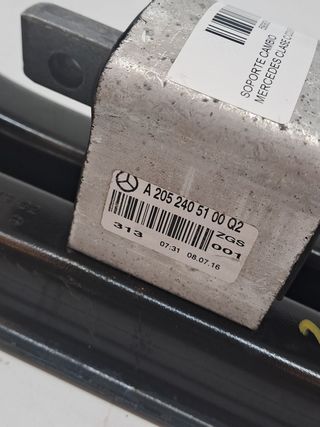 SOPORTE CAMBIO
MERCEDES CLASE C
A 205 240 51 00 Q2
313
ZGS
001
07:31 08.07.16